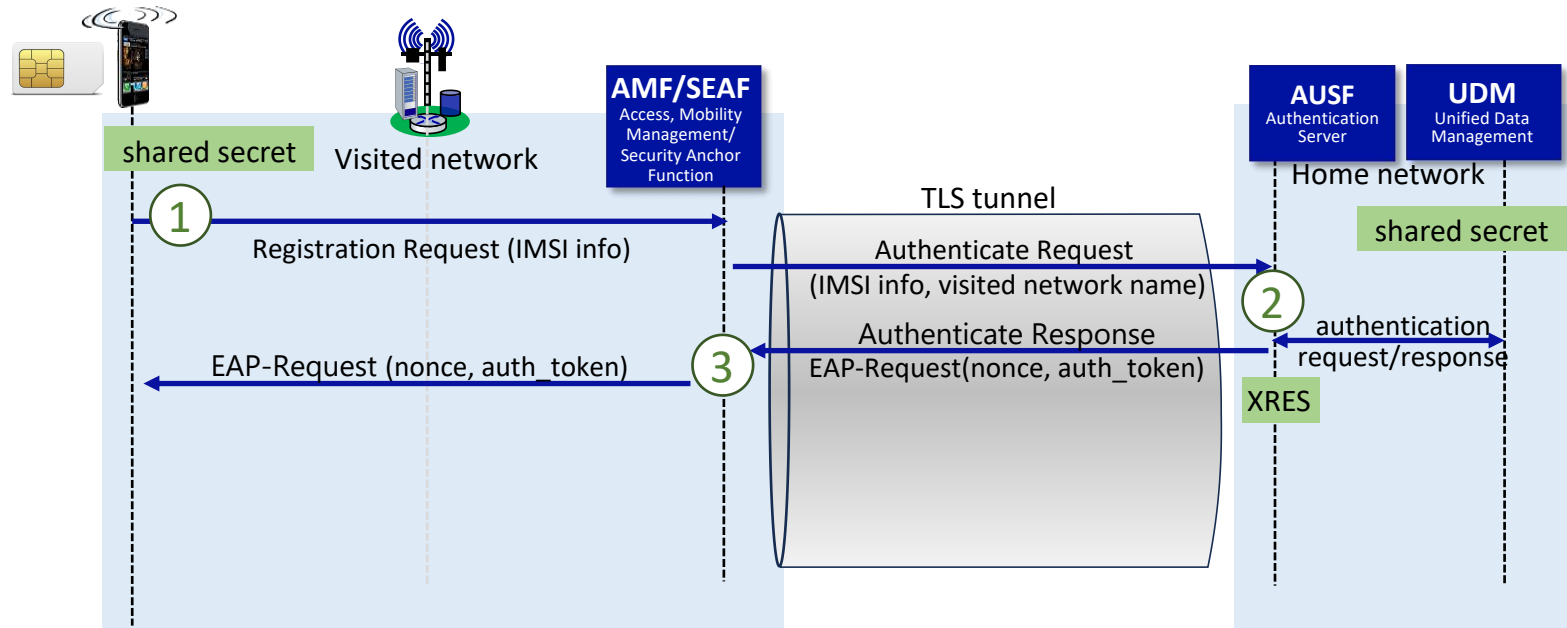 AMF/SEAF
Access, Mobility
Management/
Security Anchor
Function
AUSF
Authentication
Server
UDM
Unified Data
Management
shared secret
Visited network
Home network
TLS tunnel
1
Registration Request (IMSI info)
shared secret
Authenticate Request
(IMSI info, visited network name)
2
authentication
request/response
Authenticate Response
EAP-Request(nonce, auth_token)
3
EAP-Request (nonce, auth_token)
XRES